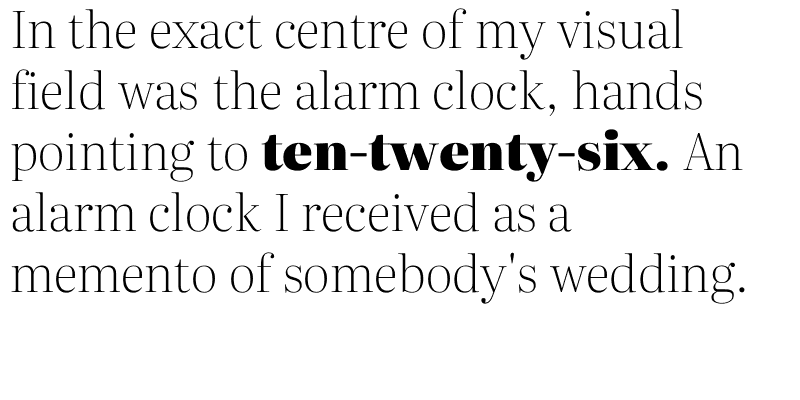 In the exact centre of my visual
field was the alarm clock, hands
pointing to ten-twenty-six. An
alarm clock I received as a
memento of somebody's wedding.